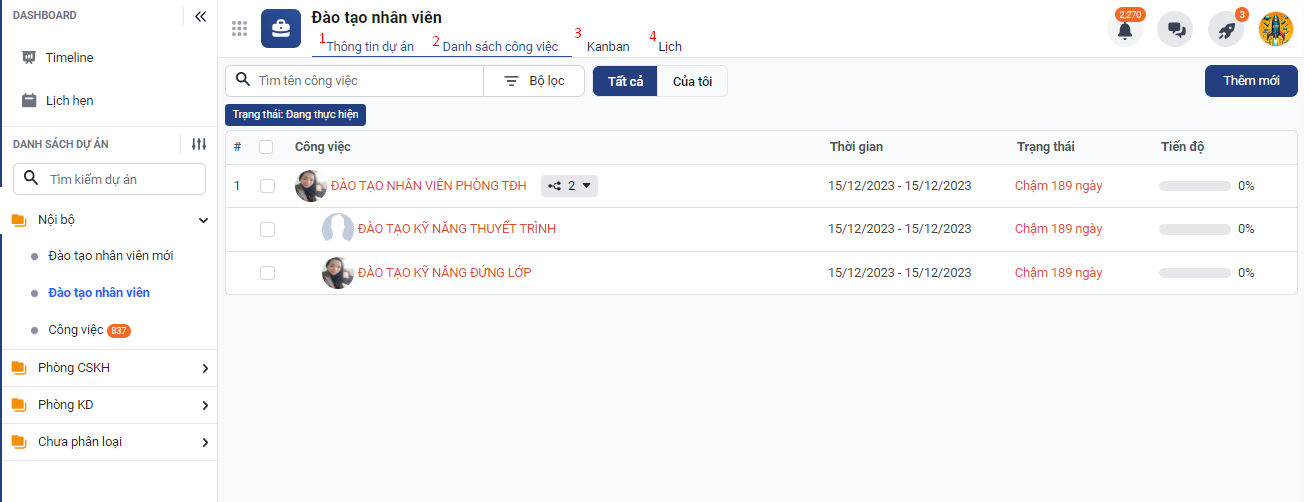 DASHBOARD
Timeline
Lịch hẹn
DANH SÁCH DỰ ÁN
Tìm kiếm dự án
Nội bộ
Đào tạo nhân viên mới
Đào tạo nhân viên
Công việc 837
Phòng CSKH
Phòng KD
Chưa phân loại
Đào tạo nhân viên
1 Thông tin dự án 2 Danh sách công việc 3 Kanban 4 Lịch
2,270 3
Tìm tên công việc Bộ lọc Tất cả Của tôi Thêm mới
Trạng thái: Đang thực hiện
# Công việc Thời gian Trạng thái Tiến độ
1 ĐÀO TẠO NHÂN VIÊN PHÒNG TĐH 2 15/12/2023 - 15/12/2023 Chậm 189 ngày 0%
ĐÀO TẠO KỸ NĂNG THUYẾT TRÌNH 15/12/2023 - 15/12/2023 Chậm 189 ngày 0%
ĐÀO TẠO KỸ NĂNG ĐỨNG LỚP 15/12/2023 - 15/12/2023 Chậm 189 ngày 0%